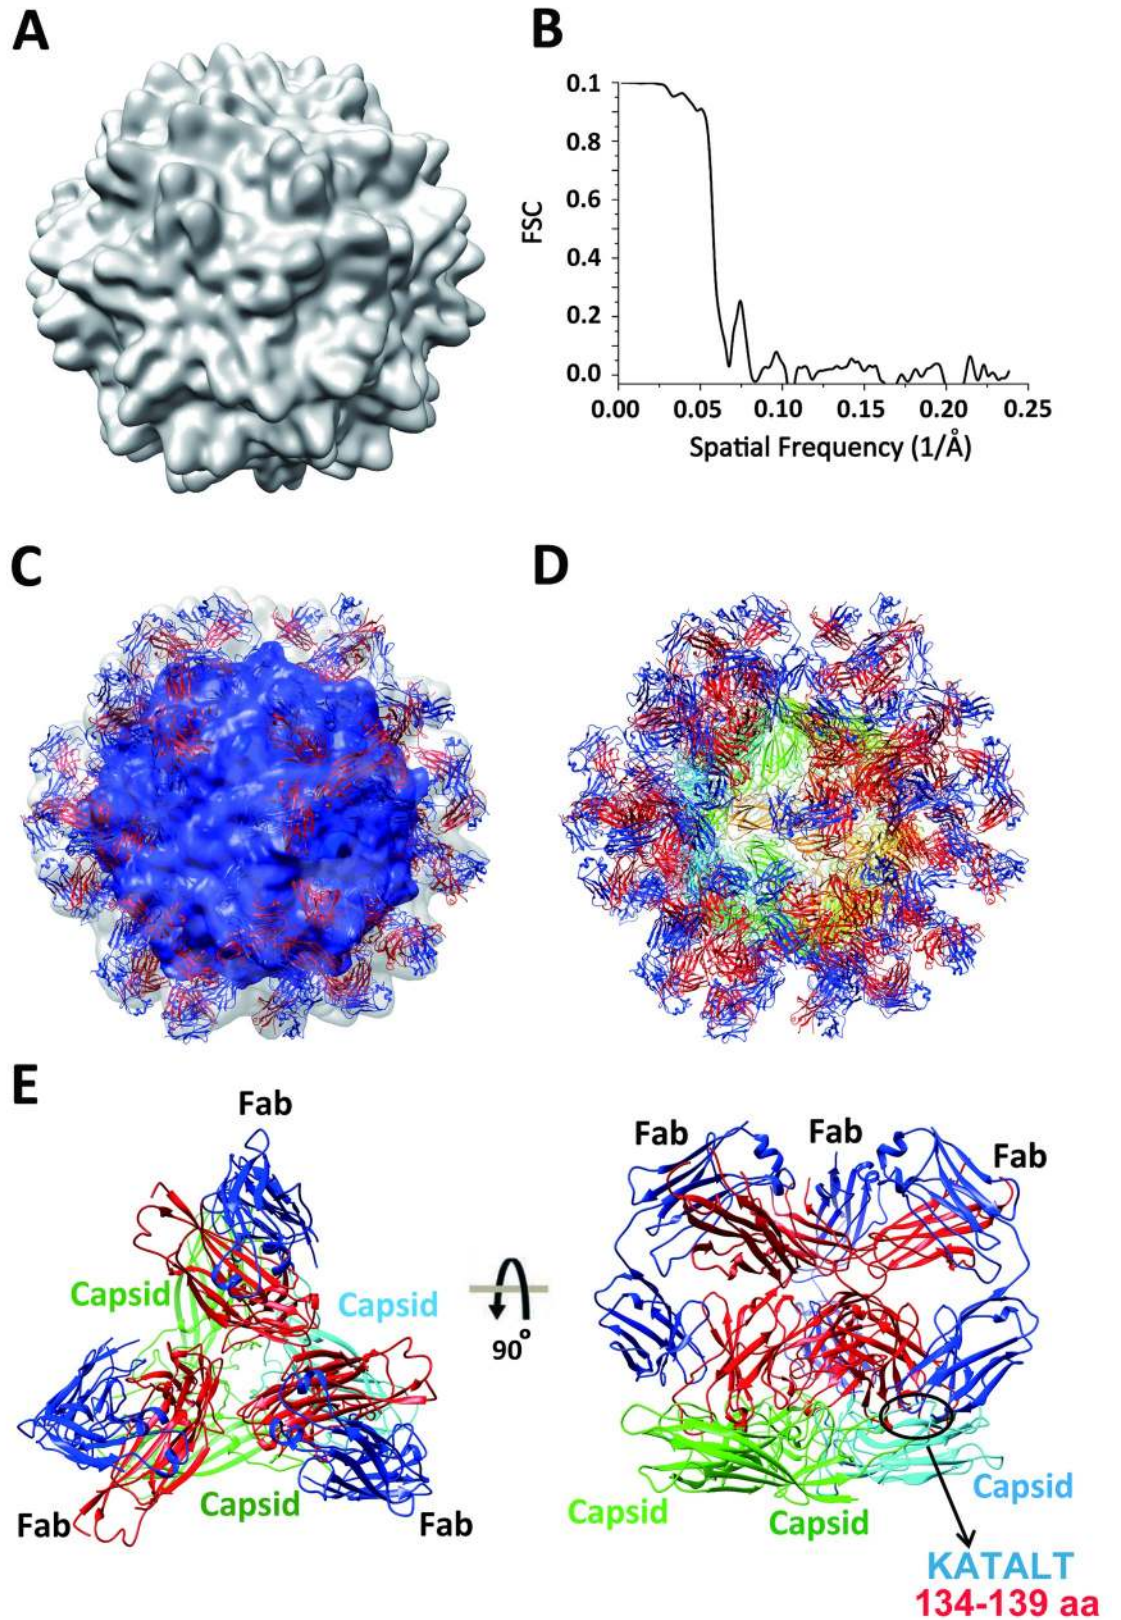 A
B
0.1
0.8
0.6
0.4
0.2
0.0
FSC
0.00 0.05 0.10 0.15 0.20 0.25
Spatial Frequency (1/Å)
C
D
E
Fab
Capsid
Capsid
Fab
Capsid
Fab
90°
Fab
Fab
Fab
Capsid
Capsid
Capsid
KATALT
134-139 aa